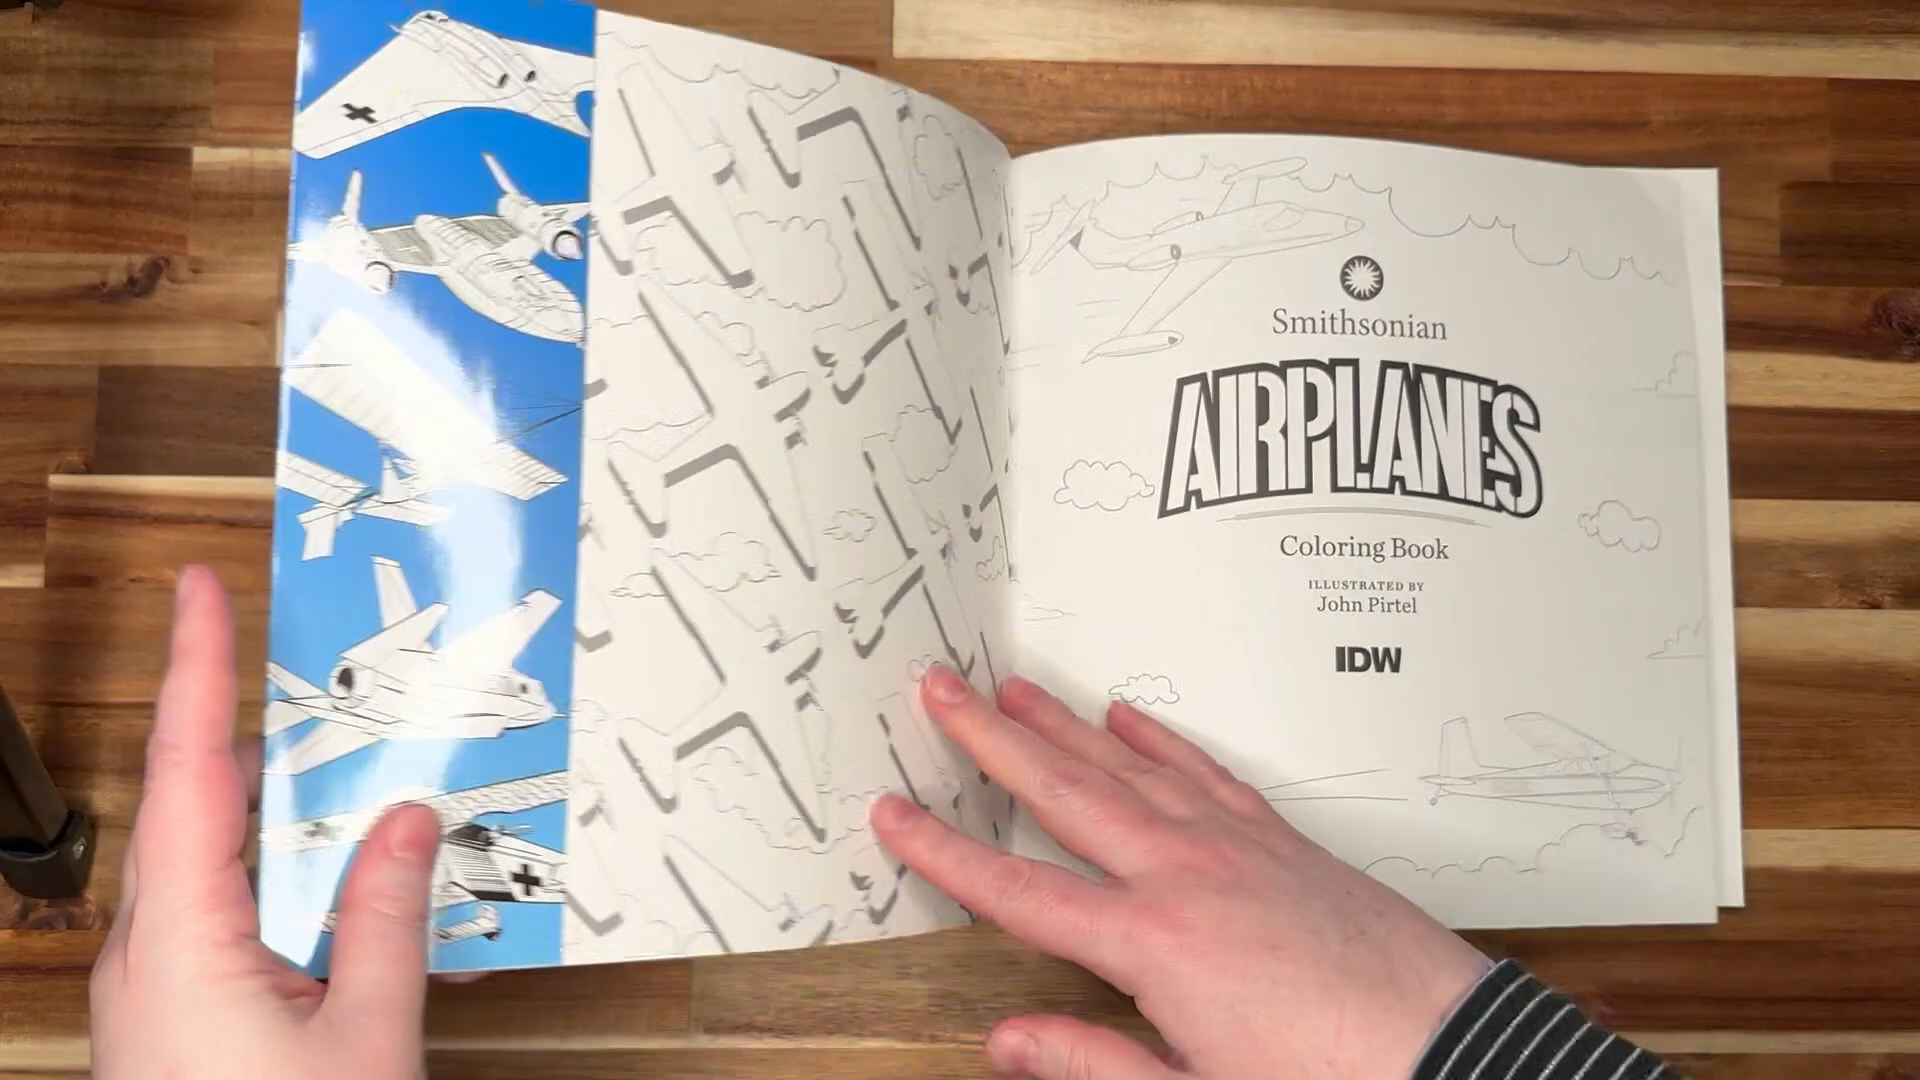 Smithsonian
AIRPLANES
Coloring Book
ILLUSTRATED BY
John Pirtel
IDW